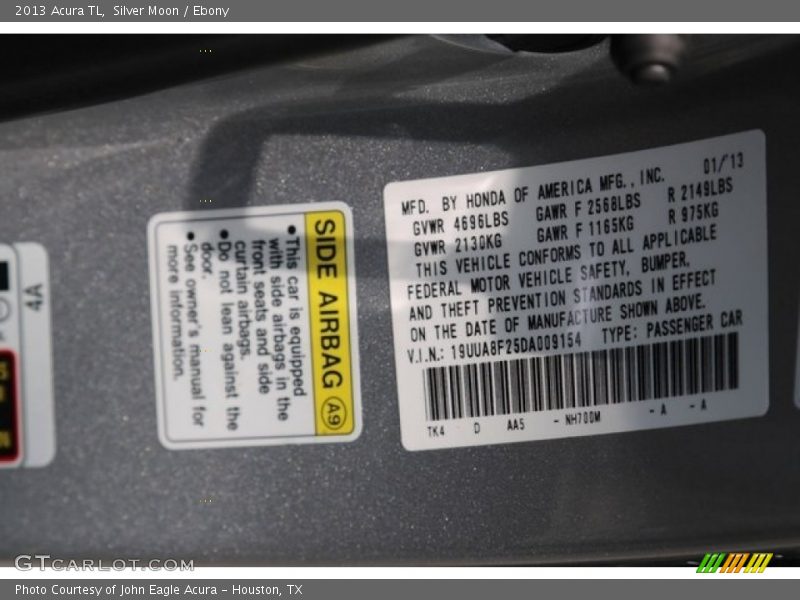 2013 Acura TL,  Silver Moon / Ebony
MFD. BY HONDA OF AMERICA MFG., INC. 01/'13
GVWR 4696LBS GAWR F 2568LBS R 2149LBS
GVWR 2130KG GAWR F 1165KG R 975KG
THIS VEHICLE CONFORMS TO ALL APPLICABLE
FEDERAL MOTOR VEHICLE SAFETY, BUMPER,
AND THEFT PREVENTION STANDARDS IN EFFECT
ON THE DATE OF MANUFACTURE SHOWN ABOVE.
V.I.N.: 19UUA8F25DA009154 TYPE: PASSENGER CAR
TK4 D AA5 - NH700M - A - A
SIDE AIRBAG A9
•This car is equipped
with side airbags in the
front seats and side
curtain airbags.
•Do not lean against the
door.
•See owner's manual for
more information.
4A
GTCARLOT.COM
Photo Courtesy of John Eagle Acura - Houston, TX